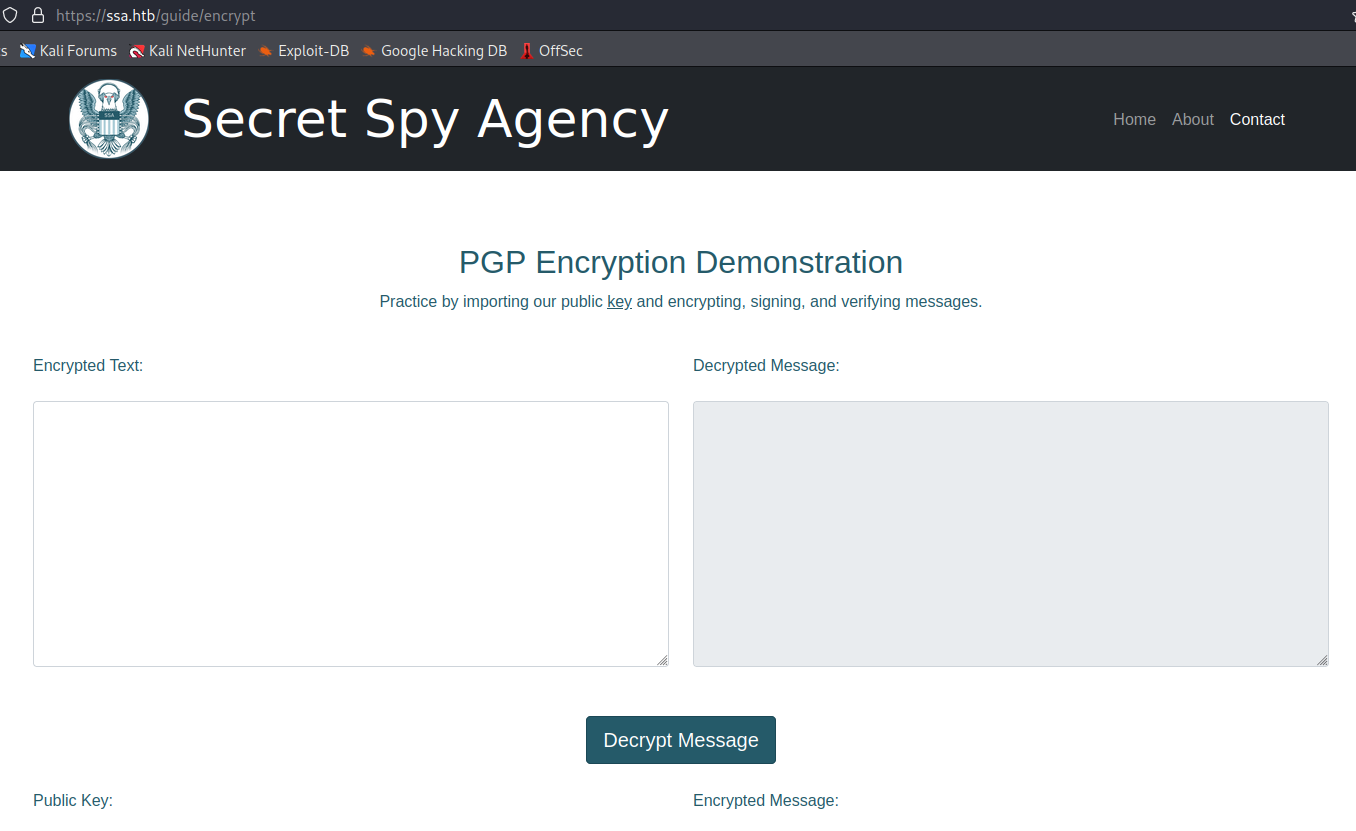 https://ssa.htb/guide/encrypt
s Kali Forums Kali NetHunter Exploit-DB Google Hacking DB OffSec
SSA
Secret Spy Agency
Home About Contact
PGP Encryption Demonstration
Practice by importing our public key and encrypting, signing, and verifying messages.
Encrypted Text: Decrypted Message:
Decrypt Message
Public Key: Encrypted Message: